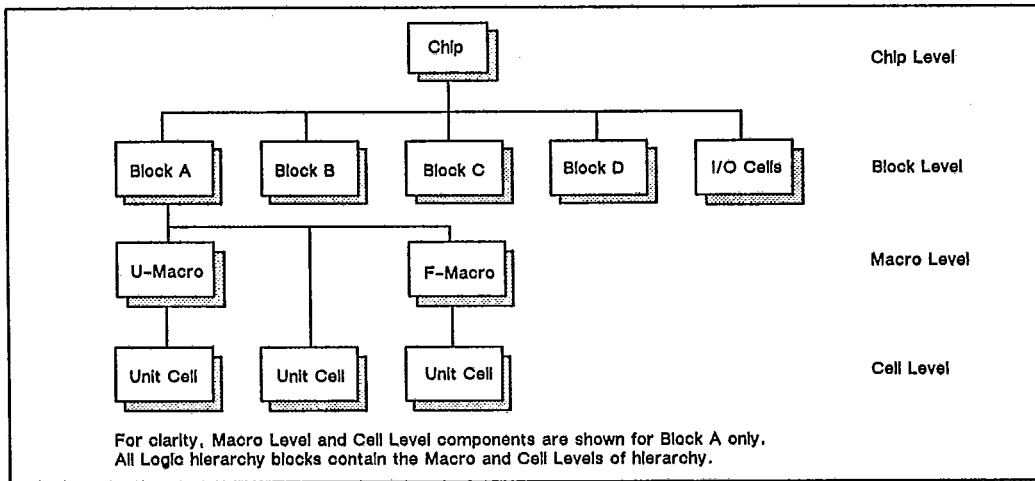 Chip
Chip Level
Block A
Block B
Block C
Block D
I/O Cells
Block Level
U-Macro
F-Macro
Macro Level
Unit Cell
Unit Cell
Unit Cell
Cell Level
For clarity, Macro Level and Cell Level components are shown for Block A only.
All Logic hierarchy blocks contain the Macro and Cell Levels of hierarchy.